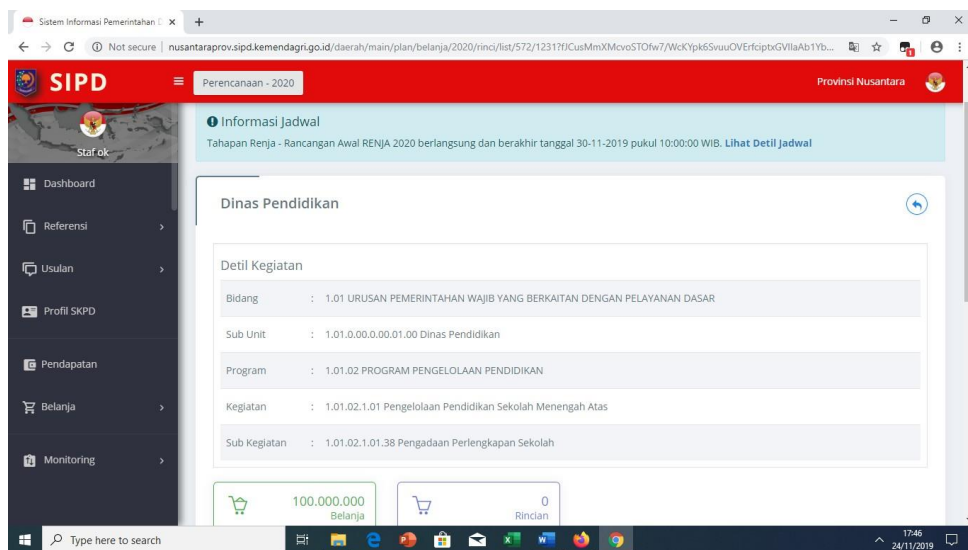 Sistem Informasi Pemerintahan D
Not secure | nusantaraprov.sipd.kemendagri.go.id/daerah/main/plan/belanja/2020/rinci/list/572/1231?
SIPD
Perencanaan - 2020
Provinsi Nusantara
Staf ok
Informasi Jadwal
Tahapan Renja - Rancangan Awal RENJA 2020 berlangsung dan berakhir tanggal 30-11-2019 pukul 10:00:00 WIB. Lihat Detil Jadwal
Dashboard
Referensi
Usulan
Profil SKPD
Pendapatan
Belanja
Monitoring
Dinas Pendidikan
Detil Kegiatan
Bidang : 1.01 URUSAN PEMERINTAHAN WAJIB YANG BERKAITAN DENGAN PELAYANAN DASAR
Sub Unit : 1.01.0.00.0.00.01.00 Dinas Pendidikan
Program : 1.01.02 PROGRAM PENGELOLAAN PENDIDIKAN
Kegiatan : 1.01.02.1.01 Pengelolaan Pendidikan Sekolah Menengah Atas
Sub Kegiatan : 1.01.02.1.01.38 Pengadaan Perlengkapan Sekolah
100.000.000
Belanja
0
Rincian
Type here to search
17:46
24/11/2019